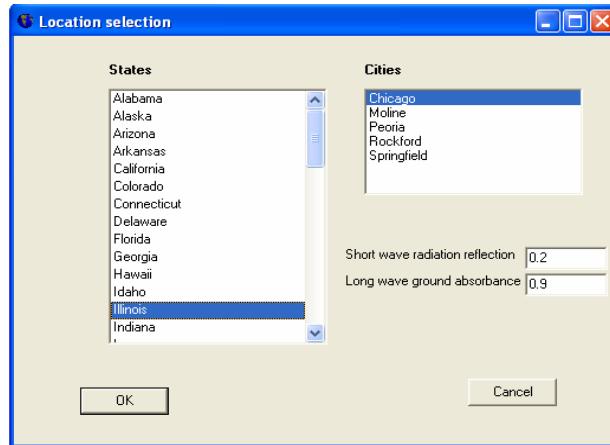 Location selection
States
Alabama
Alaska
Arizona
Arkansas
California
Colorado
Connecticut
Delaware
Florida
Georgia
Hawaii
Idaho
Illinois
Indiana
Cities
Chicago
Moline
Peoria
Rockford
Springfield
Short wave radiation reflection 0.2
Long wave ground absorbance 0.9
OK
Cancel